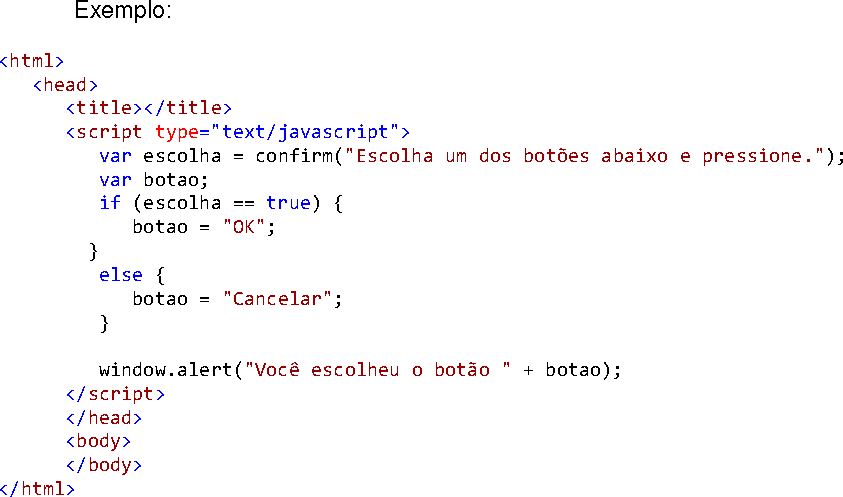 Exemplo:
<html>
<head>
<title></title>
<script type="text/javascript">
var escolha = confirm("Escolha um dos botões abaixo e pressione.");
var botao;
if (escolha == true) {
botao = "OK";
}
else {
botao = "Cancelar";
}
window.alert("Você escolheu o botão " + botao);
</script>
</head>
<body>
</body>
</html>